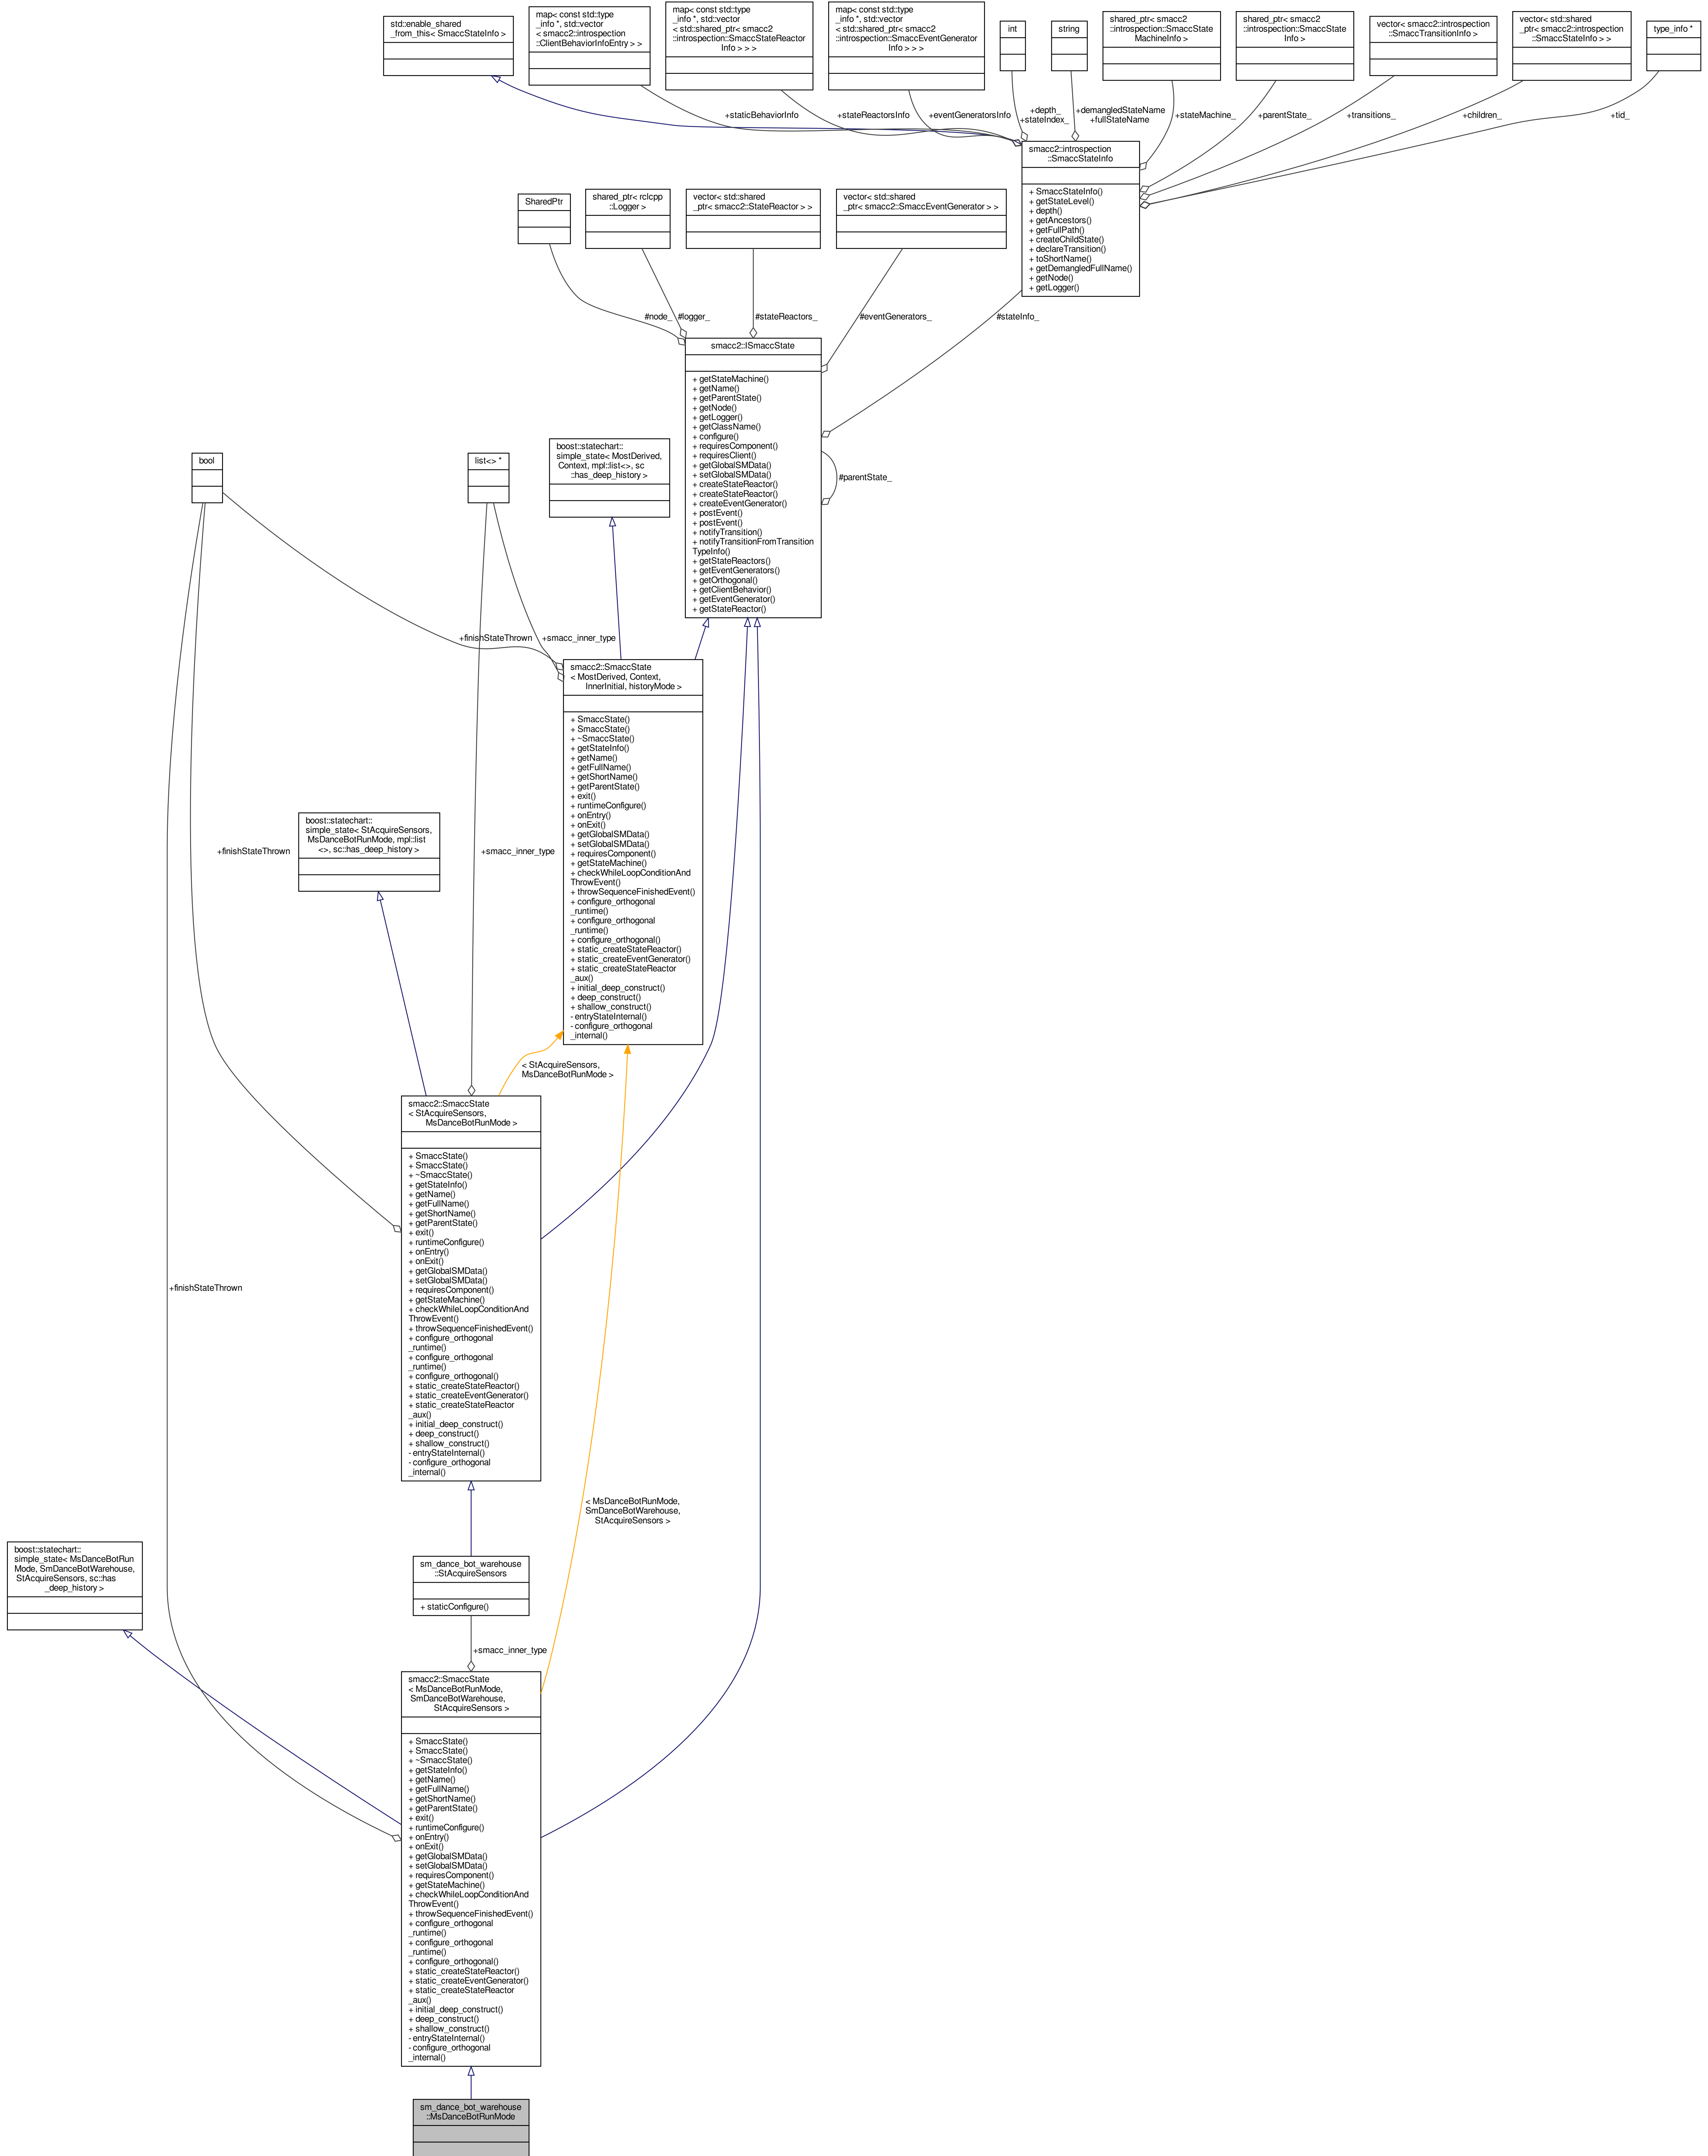 std::enable_shared
_from_this< SmaccStateInfo >
map< const std::type
_info *, std::vector
< smacc2::introspection
::ClientBehaviorInfoEntry > >
map< const std::type
_info *, std::vector
< std::shared_ptr< smacc2
::introspection::SmaccStateReactor
Info > > >
map< const std::type
_info *, std::vector
< std::shared_ptr< smacc2
::introspection::SmaccEventGenerator
Info > > >
int
string
shared_ptr< smacc2
::introspection::SmaccState
MachineInfo >
shared_ptr< smacc2
::introspection::SmaccState
Info >
vector< smacc2::introspection
::SmaccTransitionInfo >
vector< std::shared
_ptr< smacc2::introspection
::SmaccStateInfo > >
type_info *
+staticBehaviorInfo
+stateReactorsInfo
+eventGeneratorsInfo
+depth_
+stateIndex_
+demangledStateName
+fullStateName
+stateMachine_
+parentState_
+transitions_
+children_
+tid_
smacc2::introspection
::SmaccStateInfo
+ SmaccStateInfo()
+ getStateLevel()
+ depth()
+ getAncestors()
+ getFullPath()
+ createChildState()
+ declareTransition()
+ toShortName()
+ getDemangledFullName()
+ getNode()
+ getLogger()
SharedPtr
shared_ptr< rclcpp
::Logger >
vector< std::shared
_ptr< smacc2::StateReactor > >
vector< std::shared
_ptr< smacc2::SmaccEventGenerator > >
#node_
#logger_
#stateReactors_
#eventGenerators_
#stateInfo_
smacc2::ISmaccState
+ getStateMachine()
+ getName()
+ getParentState()
+ getNode()
+ getLogger()
+ getClassName()
+ configure()
+ requiresComponent()
+ requiresClient()
+ getGlobalSMData()
+ setGlobalSMData()
+ createStateReactor()
+ createStateReactor()
+ createEventGenerator()
+ postEvent()
+ postEvent()
+ notifyTransition()
+ notifyTransitionFromTransition
TypeInfo()
+ getStateReactors()
+ getEventGenerators()
+ getOrthogonal()
+ getClientBehavior()
+ getEventGenerator()
+ getStateReactor()
#parentState_
bool
list<> *
boost::statechart::
simple_state< MostDerived,
Context, mpl::list<>, sc
::has_deep_history >
+finishStateThrown
+smacc_inner_type
smacc2::SmaccState
< MostDerived, Context,
InnerInitial, historyMode >
+ SmaccState()
+ SmaccState()
+ ~SmaccState()
+ getStateInfo()
+ getName()
+ getFullName()
+ getShortName()
+ getParentState()
+ exit()
+ runtimeConfigure()
+ onEntry()
+ onExit()
+ getGlobalSMData()
+ setGlobalSMData()
+ requiresComponent()
+ getStateMachine()
+ checkWhileLoopConditionAnd
ThrowEvent()
+ throwSequenceFinishedEvent()
+ configure_orthogonal
_runtime()
+ configure_orthogonal
_runtime()
+ configure_orthogonal()
+ static_createStateReactor()
+ static_createEventGenerator()
+ static_createStateReactor
_aux()
+ initial_deep_construct()
+ deep_construct()
+ shallow_construct()
- entryStateInternal()
- configure_orthogonal
_internal()
boost::statechart::
simple_state< StAcquireSensors,
MsDanceBotRunMode, mpl::list
<>, sc::has_deep_history >
+finishStateThrown
+smacc_inner_type
< StAcquireSensors,
MsDanceBotRunMode >
smacc2::SmaccState
< StAcquireSensors,
MsDanceBotRunMode >
+ SmaccState()
+ SmaccState()
+ ~SmaccState()
+ getStateInfo()
+ getName()
+ getFullName()
+ getShortName()
+ getParentState()
+ exit()
+ runtimeConfigure()
+ onEntry()
+ onExit()
+ getGlobalSMData()
+ setGlobalSMData()
+ requiresComponent()
+ getStateMachine()
+ checkWhileLoopConditionAnd
ThrowEvent()
+ throwSequenceFinishedEvent()
+ configure_orthogonal
_runtime()
+ configure_orthogonal
_runtime()
+ configure_orthogonal()
+ static_createStateReactor()
+ static_createEventGenerator()
+ static_createStateReactor
_aux()
+ initial_deep_construct()
+ deep_construct()
+ shallow_construct()
- entryStateInternal()
- configure_orthogonal
_internal()
+finishStateThrown
< MsDanceBotRunMode,
SmDanceBotWarehouse,
StAcquireSensors >
boost::statechart::
simple_state< MsDanceBotRun
Mode, SmDanceBotWarehouse,
StAcquireSensors, sc::has
_deep_history >
sm_dance_bot_warehouse
::StAcquireSensors
+ staticConfigure()
+smacc_inner_type
smacc2::SmaccState
< MsDanceBotRunMode,
SmDanceBotWarehouse,
StAcquireSensors >
+ SmaccState()
+ SmaccState()
+ ~SmaccState()
+ getStateInfo()
+ getName()
+ getFullName()
+ getShortName()
+ getParentState()
+ exit()
+ runtimeConfigure()
+ onEntry()
+ onExit()
+ getGlobalSMData()
+ setGlobalSMData()
+ requiresComponent()
+ getStateMachine()
+ checkWhileLoopConditionAnd
ThrowEvent()
+ throwSequenceFinishedEvent()
+ configure_orthogonal
_runtime()
+ configure_orthogonal
_runtime()
+ configure_orthogonal()
+ static_createStateReactor()
+ static_createEventGenerator()
+ static_createStateReactor
_aux()
+ initial_deep_construct()
+ deep_construct()
+ shallow_construct()
- entryStateInternal()
- configure_orthogonal
_internal()
sm_dance_bot_warehouse
::MsDanceBotRunMode